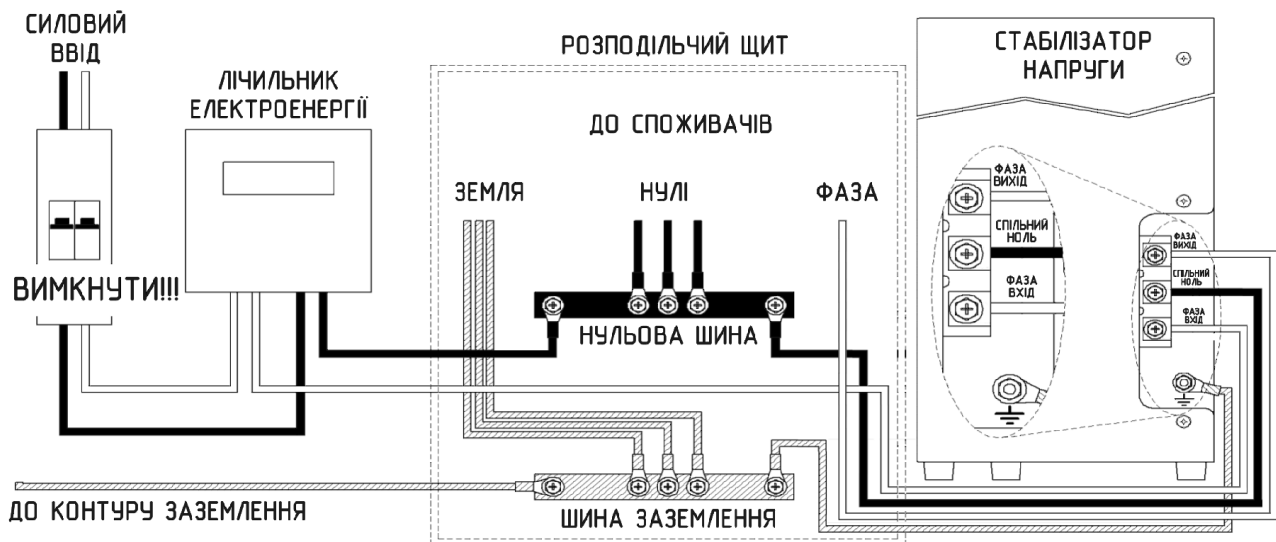 СИЛОВИЙ
ВВІД
ЛІЧИЛЬНИК
ЕЛЕКТРОЕНЕРГІЇ
ВИМКНУТИ!!!
РОЗПОДІЛЬЧИЙ ЩИТ
ДО СПОЖИВАЧІВ
ЗЕМЛЯ
НУЛІ
ФАЗА
НУЛЬОВА ШИНА
ШИНА ЗАЗЕМЛЕННЯ
ДО КОНТУРУ ЗАЗЕМЛЕННЯ
СТАБІЛІЗАТОР
НАПРУГИ
ФАЗА
ВИХІД
СПІЛЬНИЙ
НОЛЬ
ФАЗА
ВХІД
ФАЗА
ВИХІД
СПІЛЬНИЙ
НОЛЬ
ФАЗА
ВХІД